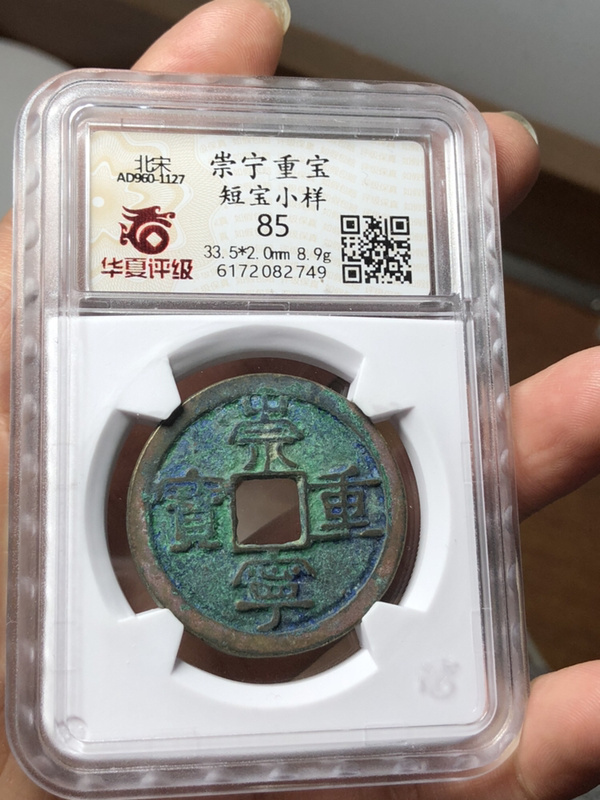 北宋
AD960-1127
华夏评级
崇宁重宝
短宝小样
85
33.5*2.0mm 8.9g
6172082749
崇
寳 重
寧